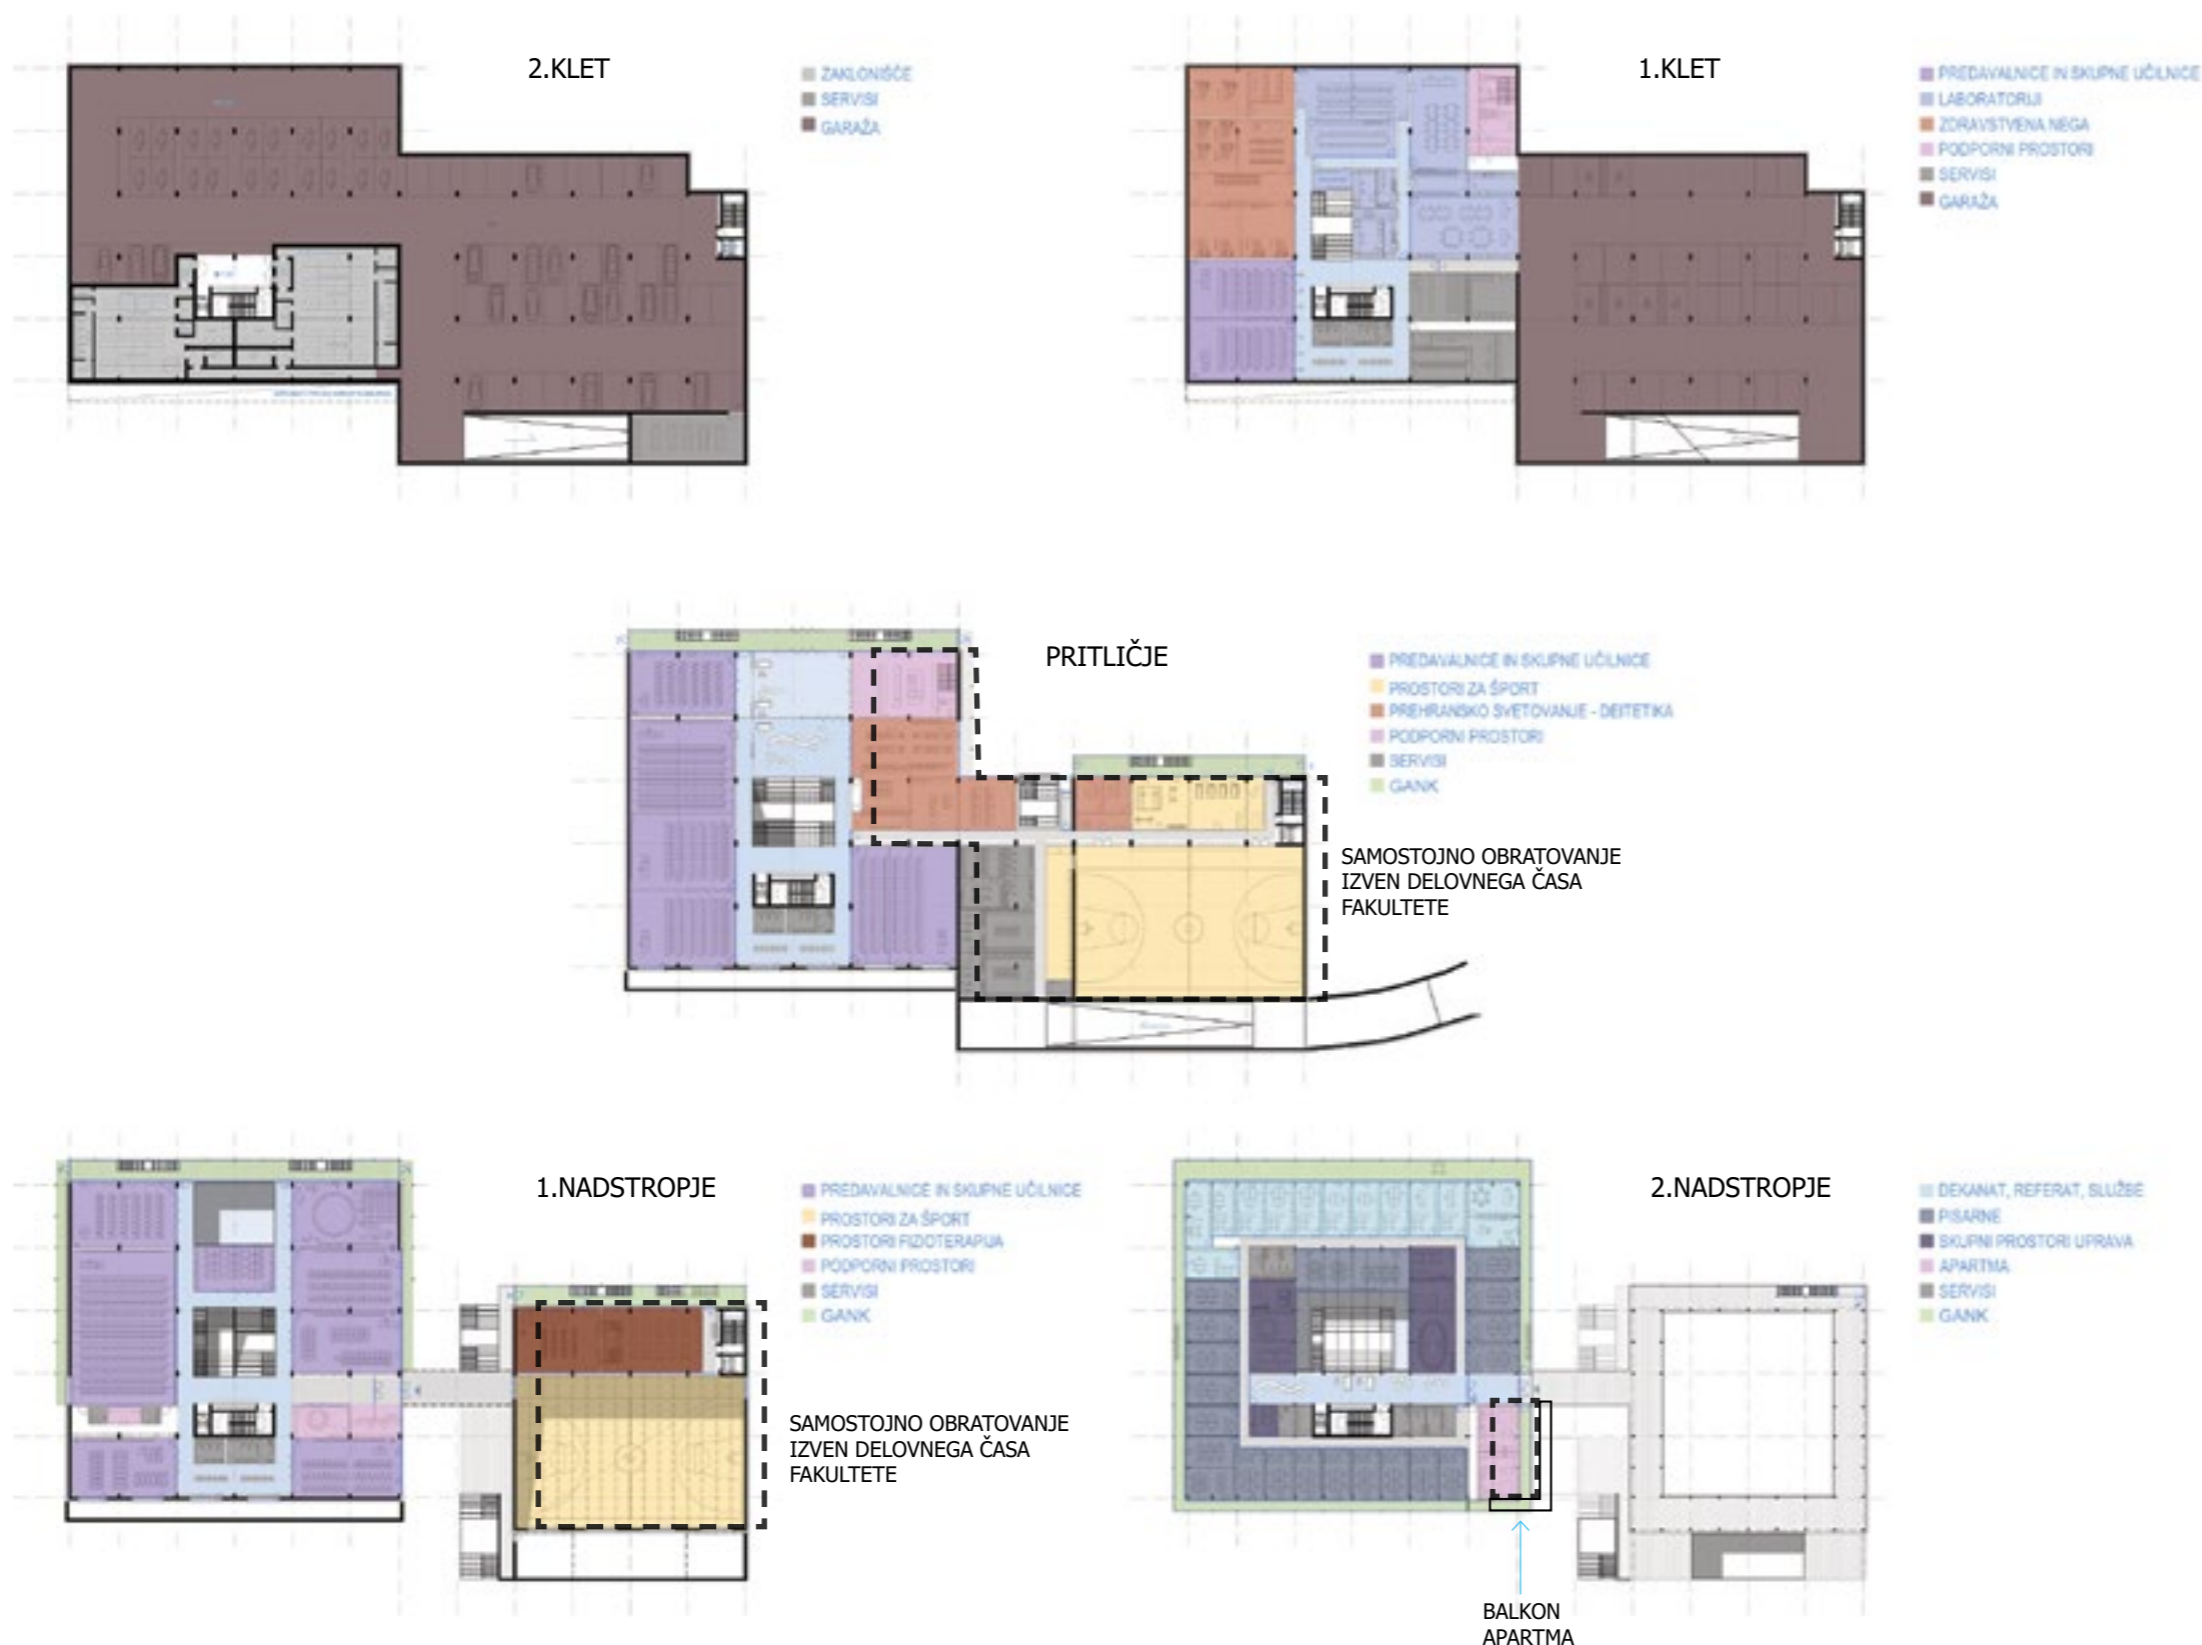 2.KLET
ZAKLONIŠČE
SERVISI
GARAŽA
1.KLET
PREDAVALNICE IN SKUPNE UČILNICE
LABORATORIJI
ZDRAVSTVENA NEGA
PODPORNI PROSTORI
SERVISI
GARAŽA
PRITLIČJE
PREDAVALNICE IN SKUPNE UČILNICE
PROSTORI ZA ŠPORT
PREHRANSKO SVETOVANJE - DEITETIKA
PODPORNI PROSTORI
SERVISI
GANK
SAMOSTOJNO OBRATOVANJE
IZVEN DELOVNEGA ČASA
FAKULTETE
1.NADSTROPJE
PREDAVALNICE IN SKUPNE UČILNICE
PROSTORI ZA ŠPORT
PROSTORI FIZIOTERAPIJA
PODPORNI PROSTORI
SERVISI
GANK
SAMOSTOJNO OBRATOVANJE
IZVEN DELOVNEGA ČASA
FAKULTETE
2.NADSTROPJE
DEKANAT, REFERAT, SLUŽBE
PISARNE
SKUPNI PROSTORI UPRAVA
APARTMA
SERVISI
GANK
BALKON
APARTMA